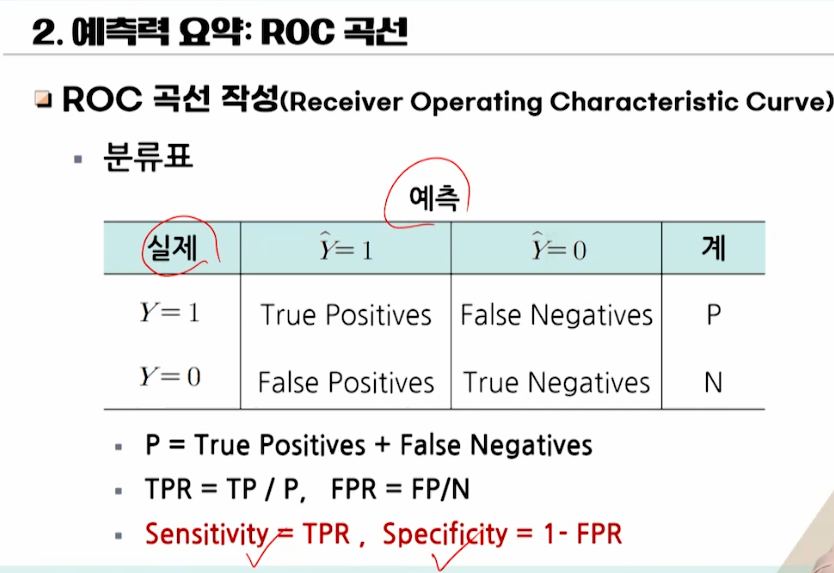 2. 예측력 요약: ROC 곡선
ROC 곡선 작성(Receiver Operating Characteristic Curve)
분류표
예측
실제 Ŷ=1 Ŷ=0 계
Y=1 True Positives False Negatives P
Y=0 False Positives True Negatives N
P = True Positives + False Negatives
TPR = TP / P, FPR = FP/N
Sensitivity = TPR , Specificity = 1- FPR